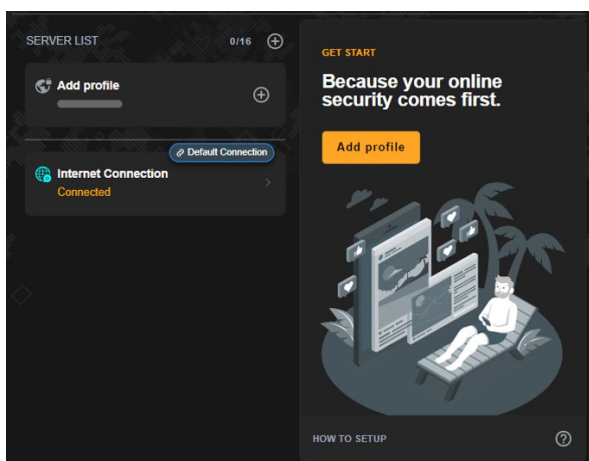 SERVER LIST
0/16
Add profile
Default Connection
Internet Connection
Connected
GET START
Because your online
security comes first.
Add profile
HOW TO SETUP